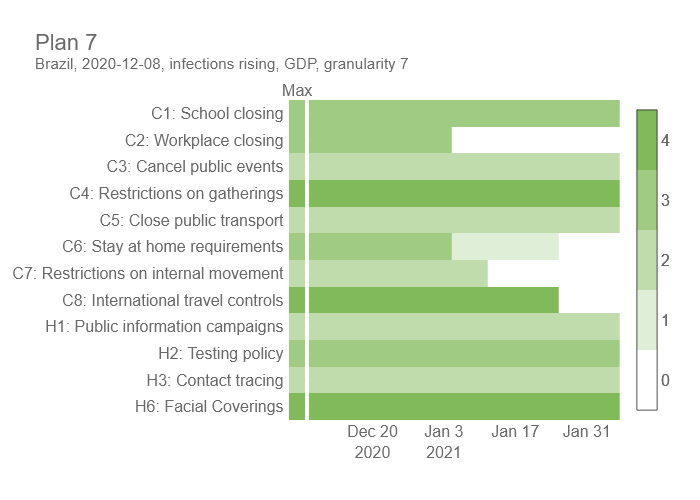 Plan 7
Brazil, 2020-12-08, infections rising, GDP, granularity 7
Max
C1: School closing
C2: Workplace closing
C3: Cancel public events
C4: Restrictions on gatherings
C5: Close public transport
C6: Stay at home requirements
C7: Restrictions on internal movement
C8: International travel controls
H1: Public information campaigns
H2: Testing policy
H3: Contact tracing
H6: Facial Coverings
Dec 20 Jan 3 Jan 17 Jan 31
2020 2021
4
3
2
1
0